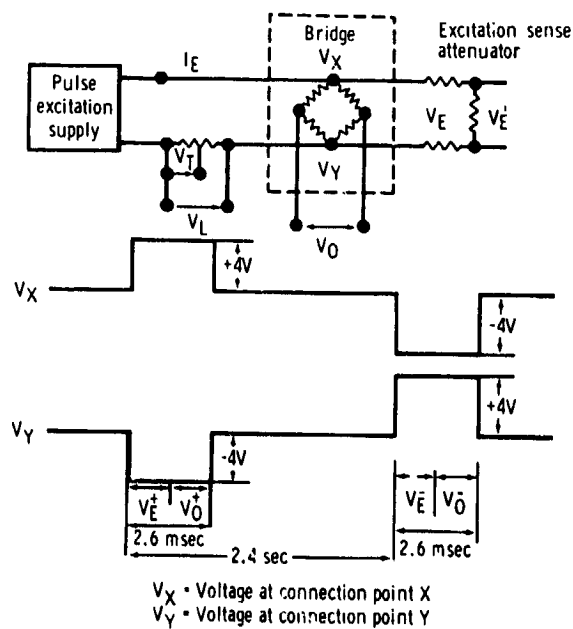 Bridge
Excitation sense
attenuator
I_E
V_X
Pulse
excitation
supply
V_E
V_E'
V_T
V_Y
V_L
V_O
+4V
V_X
-4V
+4V
V_Y
-4V
V_E^+
V_O^+
V_E^-
V_O^-
2.6 msec
2.6 msec
2.4 sec
V_X = Voltage at connection point X
V_Y = Voltage at connection point Y